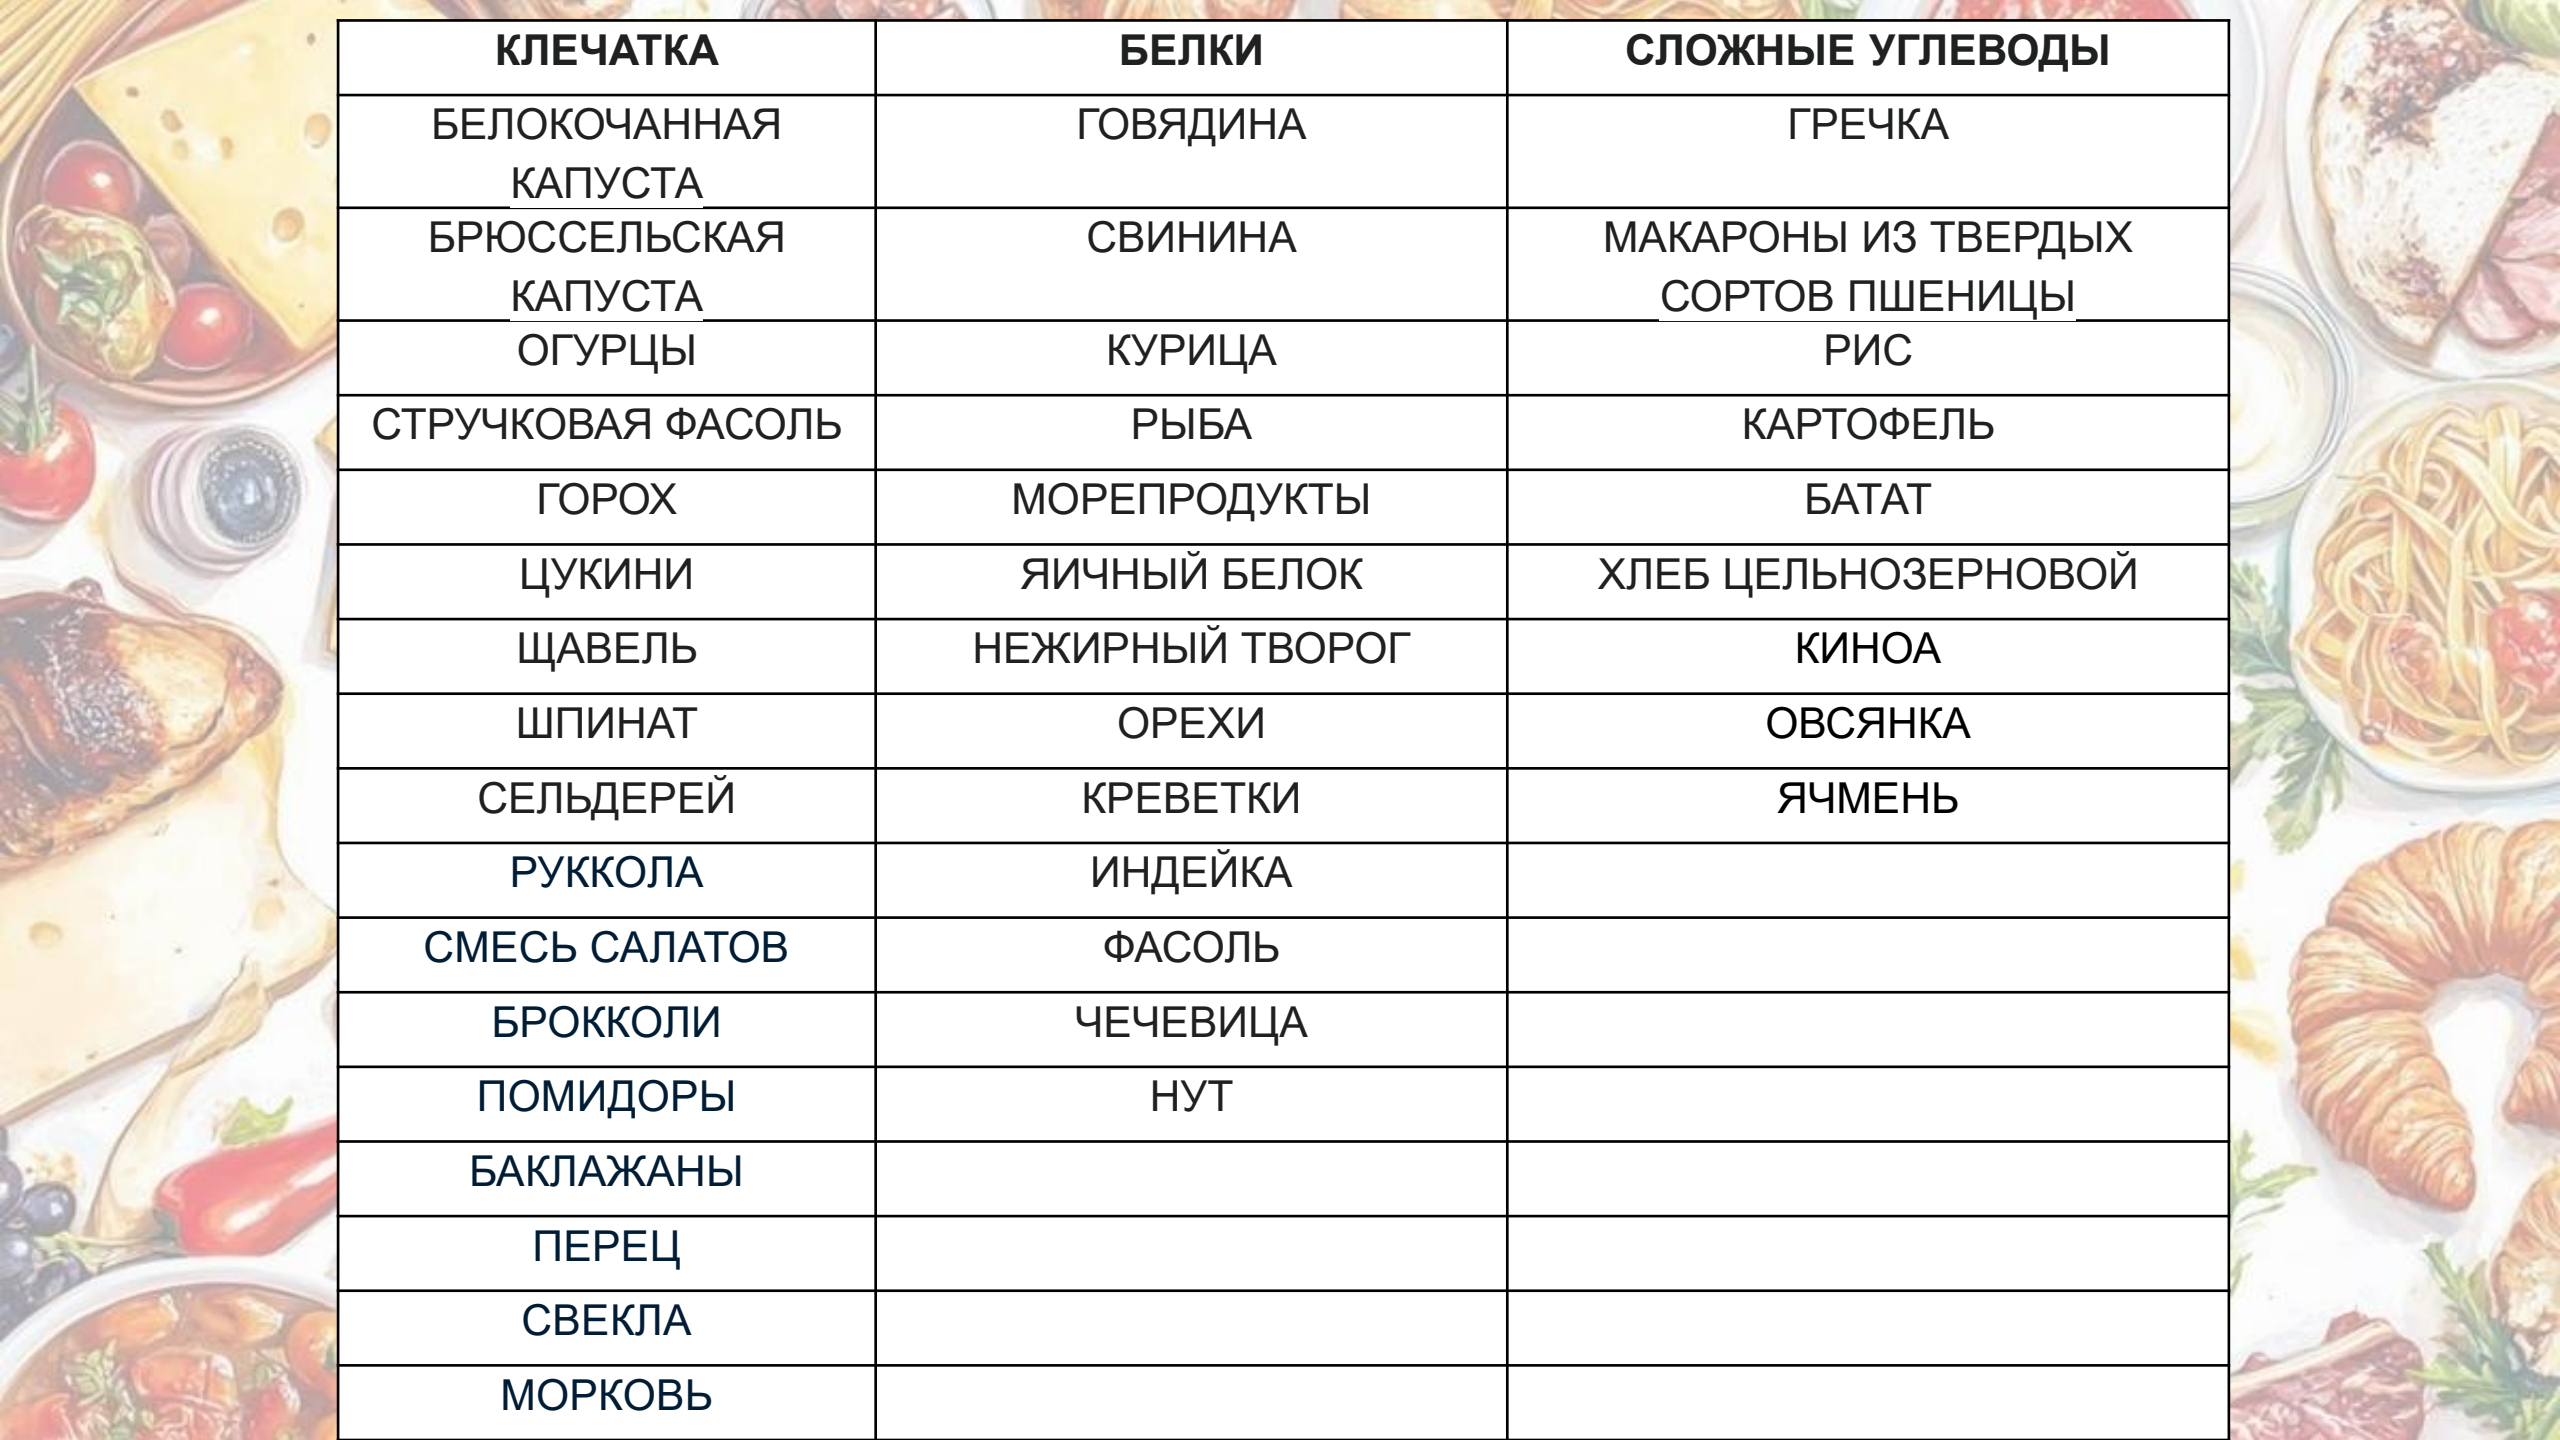 КЛЕЧАТКА БЕЛКИ СЛОЖНЫЕ УГЛЕВОДЫ
БЕЛОКОЧАННАЯ ГОВЯДИНА ГРЕЧКА
КАПУСТА
БРЮССЕЛЬСКАЯ СВИНИНА МАКАРОНЫ ИЗ ТВЕРДЫХ
КАПУСТА СОРТОВ ПШЕНИЦЫ
ОГУРЦЫ КУРИЦА РИС
СТРУЧКОВАЯ ФАСОЛЬ РЫБА КАРТОФЕЛЬ
ГОРОХ МОРЕПРОДУКТЫ БАТАТ
ЦУКИНИ ЯИЧНЫЙ БЕЛОК ХЛЕБ ЦЕЛЬНОЗЕРНОВОЙ
ЩАВЕЛЬ НЕЖИРНЫЙ ТВОРОГ КИНОА
ШПИНАТ ОРЕХИ ОВСЯНКА
СЕЛЬДЕРЕЙ КРЕВЕТКИ ЯЧМЕНЬ
РУККОЛА ИНДЕЙКА
СМЕСЬ САЛАТОВ ФАСОЛЬ
БРОККОЛИ ЧЕЧЕВИЦА
ПОМИДОРЫ НУТ
БАКЛАЖАНЫ
ПЕРЕЦ
СВЕКЛА
МОРКОВЬ